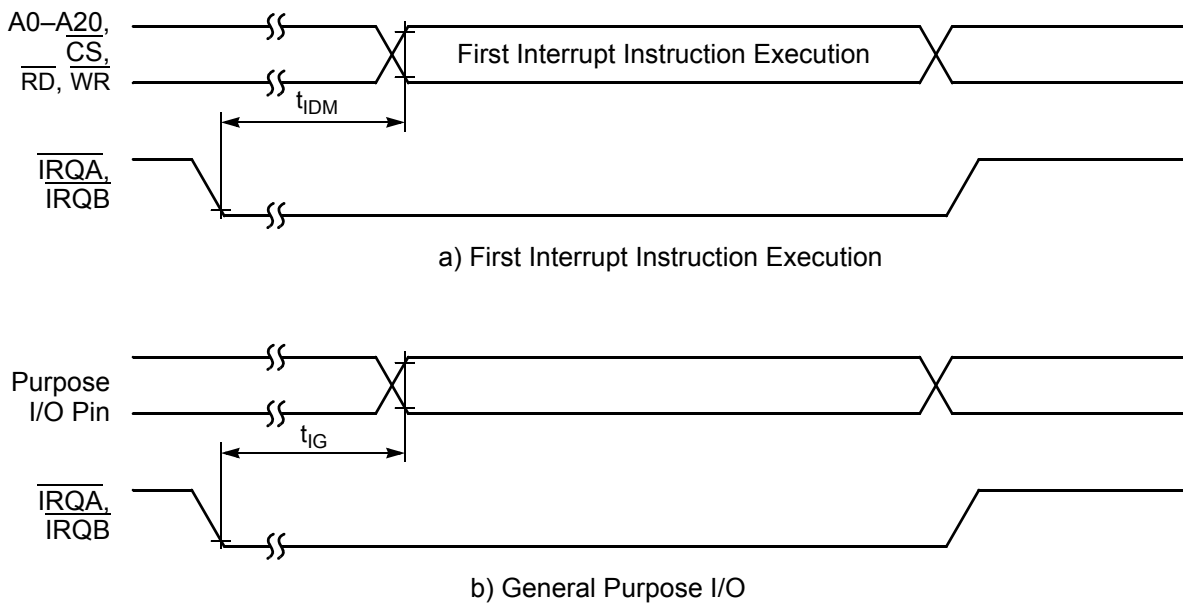 A0–A20,
CS,
RD, WR
First Interrupt Instruction Execution
tIDM
IRQA,
IRQB
a) First Interrupt Instruction Execution
Purpose
I/O Pin
tIG
IRQA,
IRQB
b) General Purpose I/O